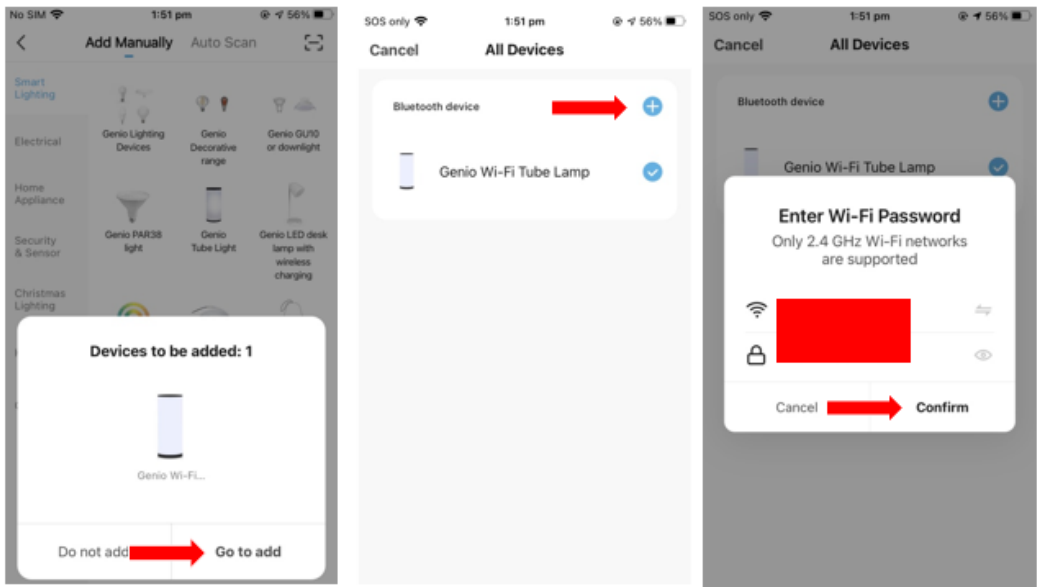 No SIM 1:51 pm 56%
Add Manually Auto Scan
Smart
Lighting
Electrical
Home
Appliance
Security
& Sensor
Christmas
Lighting
Genio Lighting
Devices
Genio
Decorative
range
Genio GU10
or downlight
Genio PAR38
light
Genio
Tube Light
Genio LED desk
lamp with
wireless
charging
Devices to be added: 1
Genio Wi-Fi...
Do not add Go to add
SOS only 1:51 pm 56%
Cancel All Devices
Bluetooth device
Genio Wi-Fi Tube Lamp
SOS only 1:51 pm 56%
Cancel All Devices
Bluetooth device
Genio Wi-Fi Tube Lamp
Enter Wi-Fi Password
Only 2.4 GHz Wi-Fi networks
are supported
Cancel Confirm